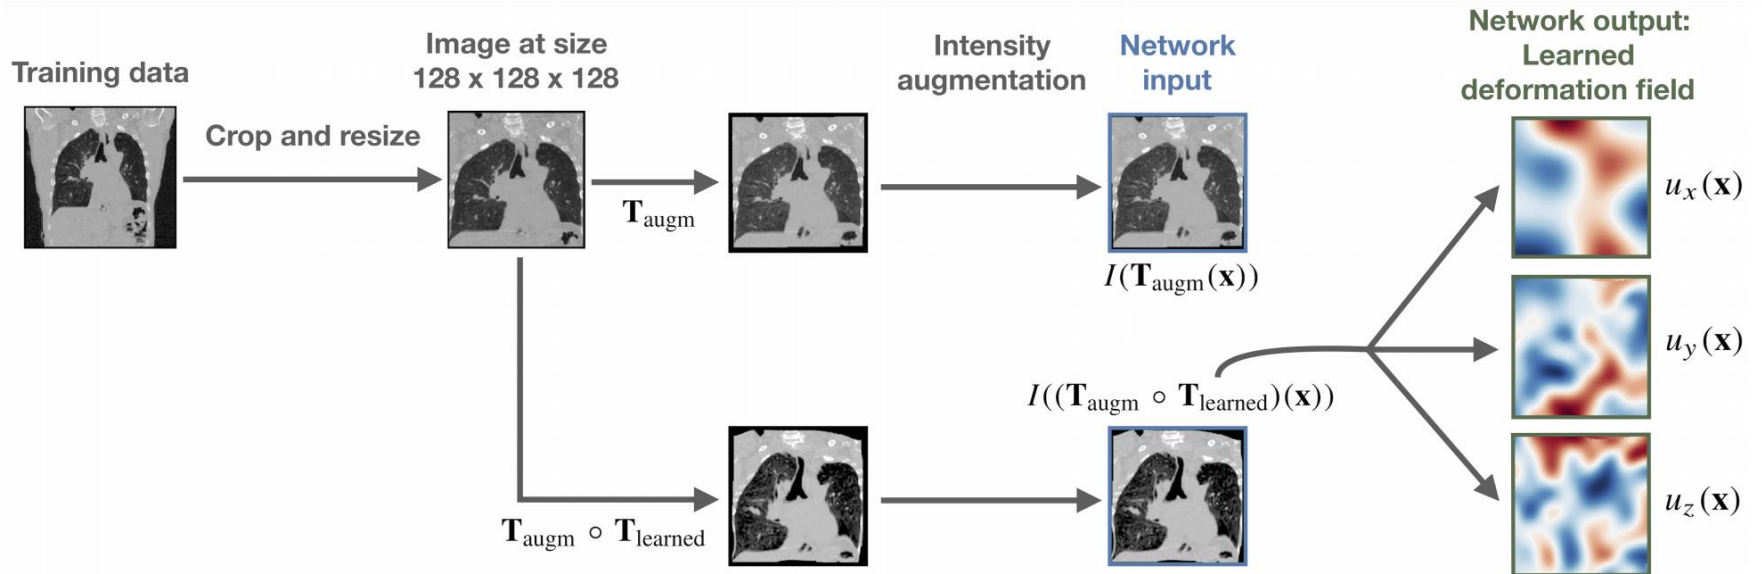 Training data
Crop and resize
Image at size
128 x 128 x 128
T_augm
T_augm ∘ T_learned
Intensity
augmentation
Network
input
I(T_augm(x))
I((T_augm ∘ T_learned)(x))
Network output:
Learned
deformation field
u_x(x)
u_y(x)
u_z(x)